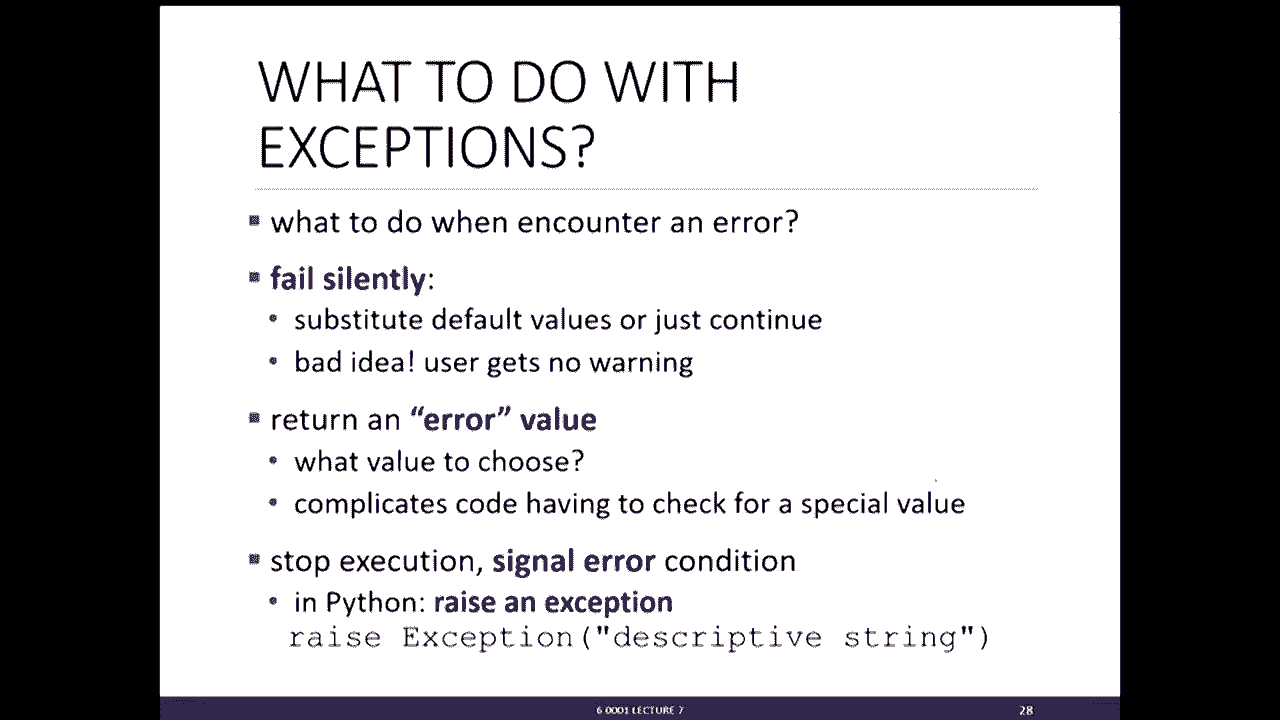 WHAT TO DO WITH
EXCEPTIONS?
▪ what to do when encounter an error?
▪ fail silently:
• substitute default values or just continue
• bad idea! user gets no warning
▪ return an “error” value
• what value to choose?
• complicates code having to check for a special value
▪ stop execution, signal error condition
• in Python: raise an exception
raise Exception("descriptive string")
6.0001 LECTURE 7
28